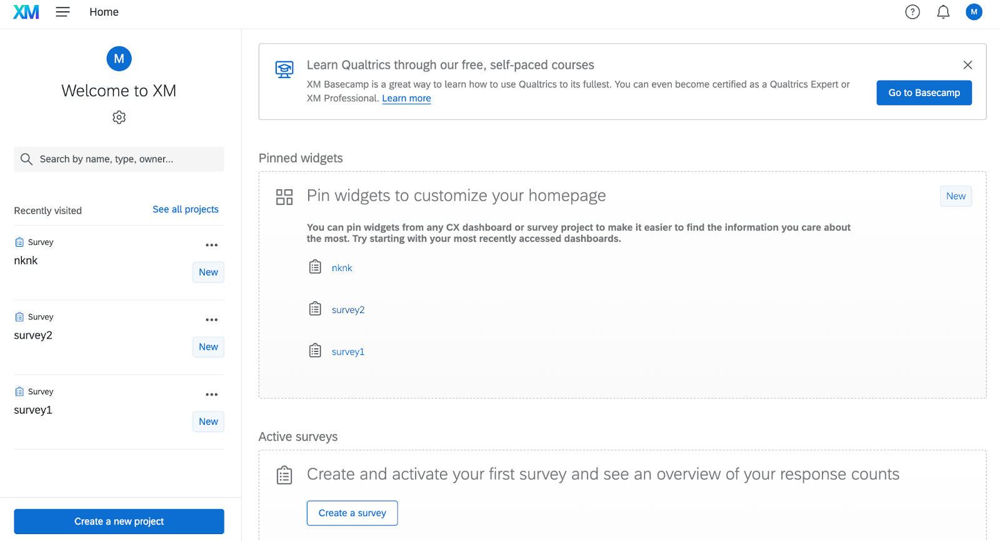 XM
Home
?
M
M
Welcome to XM
Search by name, type, owner...
Recently visited
See all projects
Survey
nknk
New
Survey
survey2
New
Survey
survey1
New
Create a new project
Learn Qualtrics through our free, self-paced courses
XM Basecamp is a great way to learn how to use Qualtrics to its fullest. You can even become certified as a Qualtrics Expert or
XM Professional. Learn more
Go to Basecamp
Pinned widgets
Pin widgets to customize your homepage
New
You can pin widgets from any CX dashboard or survey project to make it easier to find the information you care about
the most. Try starting with your most recently accessed dashboards.
nknk
survey2
survey1
Active surveys
Create and activate your first survey and see an overview of your response counts
Create a survey